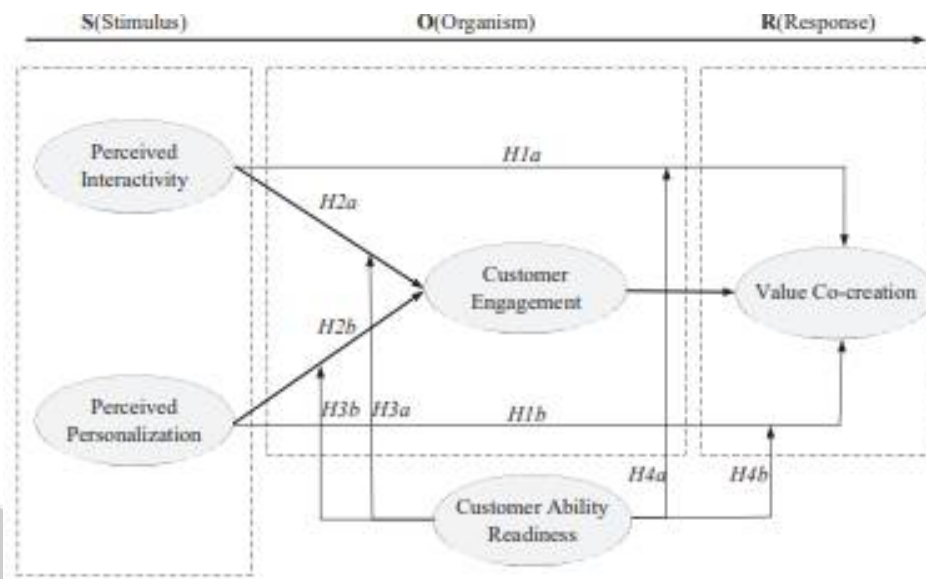 S(Stimulus) O(Organism) R(Response)
Perceived
Interactivity
H1a
H2a
Customer
Engagement
Value Co-creation
H2b
Perceived
Personalization
H3b H3a H1b
H4a H4b
Customer Ability
Readiness